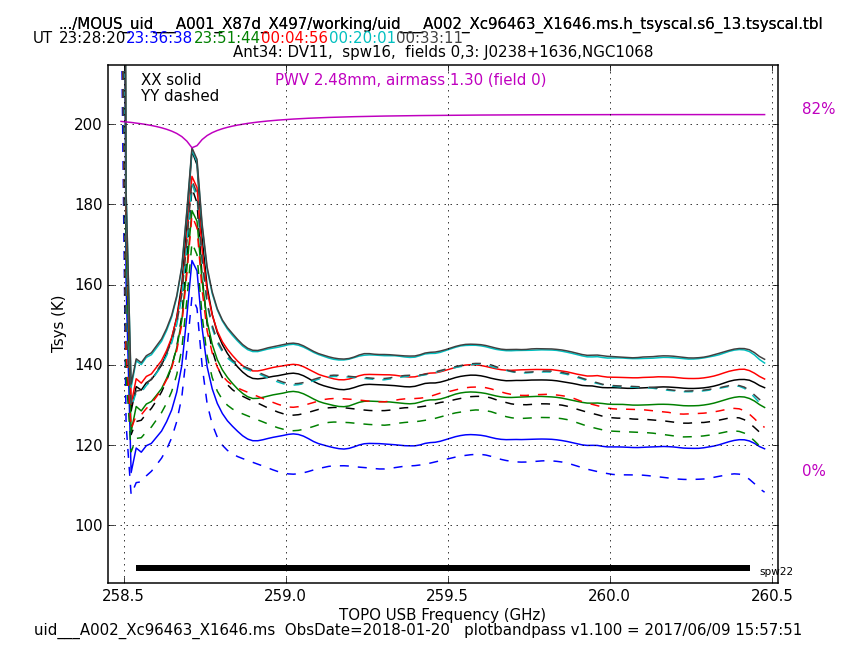 .../MOUS_uid___A001_X87d_X497/working/uid___A002_Xc96463_X1646.ms.h_tsyscal.s6_13.tsyscal.tbl
UT 23:28:20 23:36:38 23:51:44 00:04:56 00:20:01 00:33:11
Ant34: DV11, spw16, fields 0,3: J0238+1636,NGC1068
XX solid
PWV 2.48mm, airmass 1.30 (field 0)
YY dashed
82%
200
180
160
140
120
100
Tsys (K)
0%
spw22
258.5 259.0 259.5 260.0 260.5
TOPO USB Frequency (GHz)
uid___A002_Xc96463_X1646.ms ObsDate=2018-01-20 plotbandpass v1.100 = 2017/06/09 15:57:51